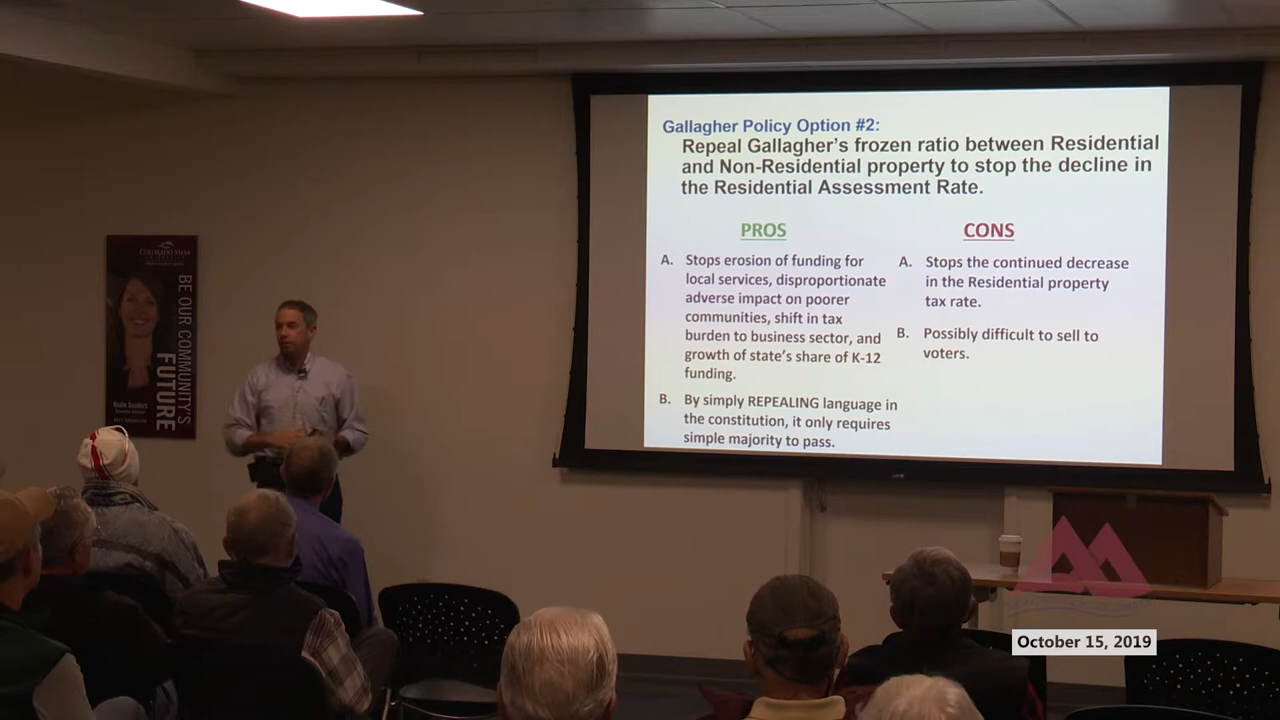 Gallagher Policy Option #2:
Repeal Gallagher's frozen ratio between Residential
and Non-Residential property to stop the decline in
the Residential Assessment Rate.
PROS
A. Stops erosion of funding for
local services, disproportionate
adverse impact on poorer
communities, shift in tax
burden to business sector, and
growth of state's share of K-12
funding.
B. By simply REPEALING language in
the constitution, it only requires
simple majority to pass.
CONS
A. Stops the continued decrease
in the Residential property
tax rate.
B. Possibly difficult to sell to
voters.
COLORADO MESA
BE OUR COMMUNITY'S
FUTURE
October 15, 2019